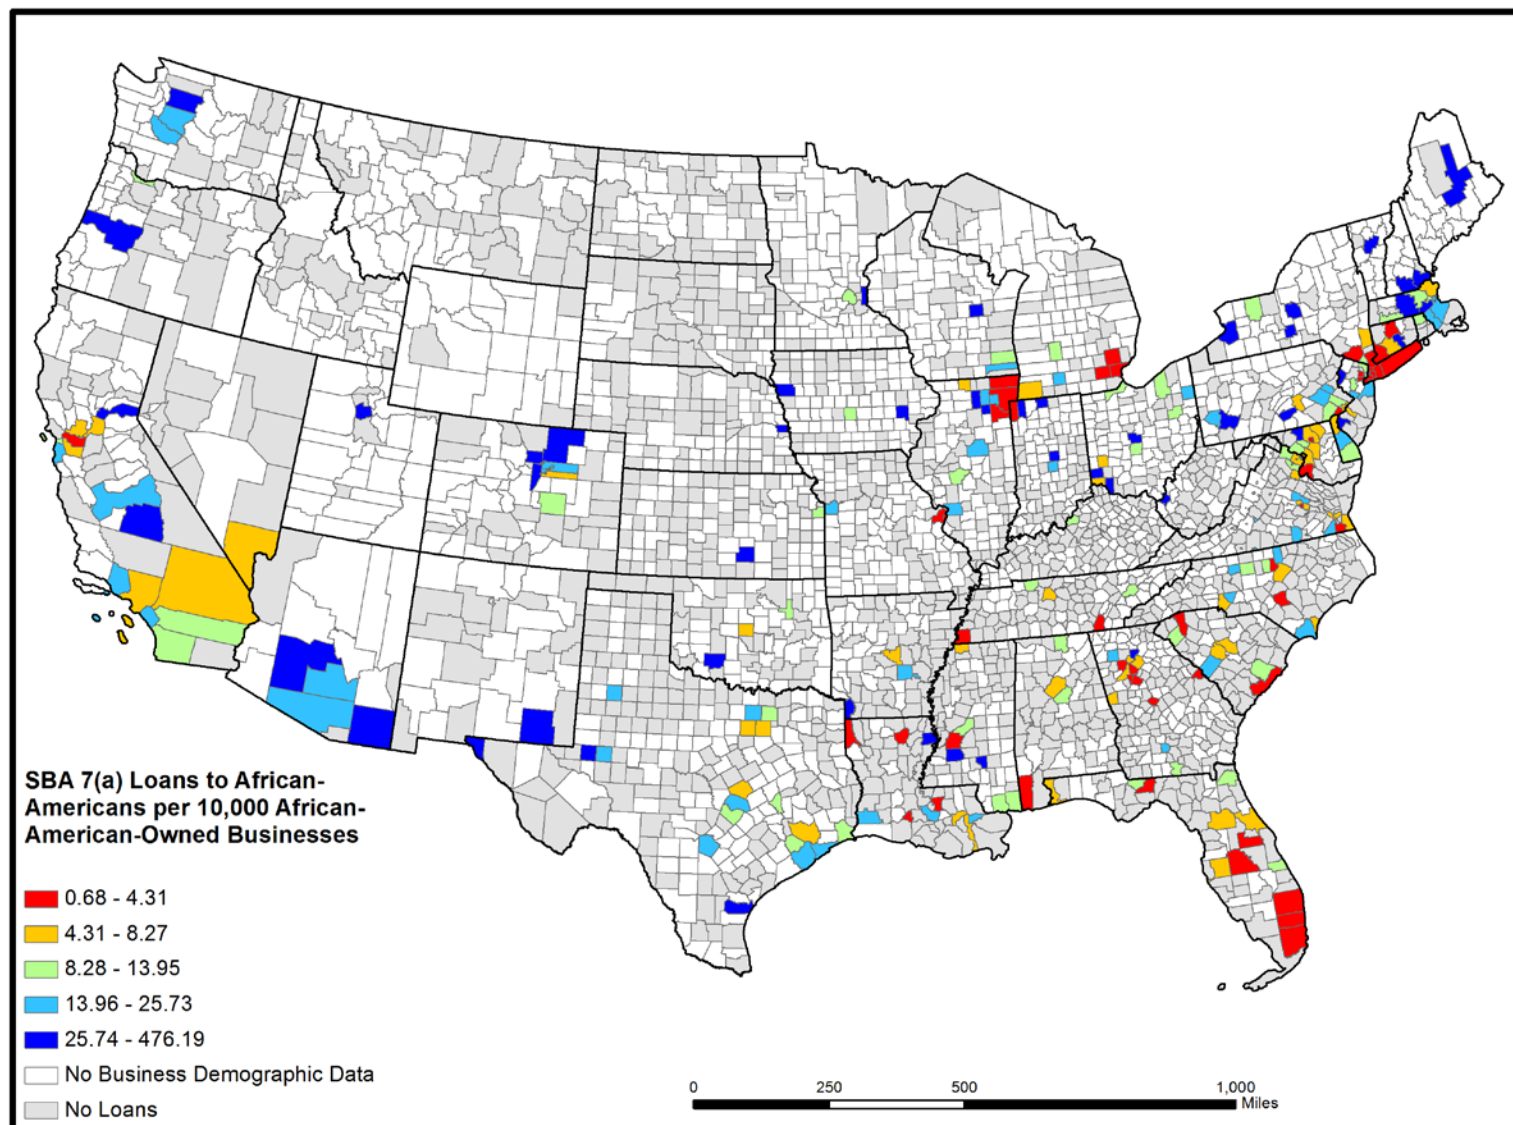 SBA 7(a) Loans to African-
Americans per 10,000 African-
American-Owned Businesses
0.68 - 4.31
4.31 - 8.27
8.28 - 13.95
13.96 - 25.73
25.74 - 476.19
No Business Demographic Data
No Loans
0 250 500 1,000
Miles